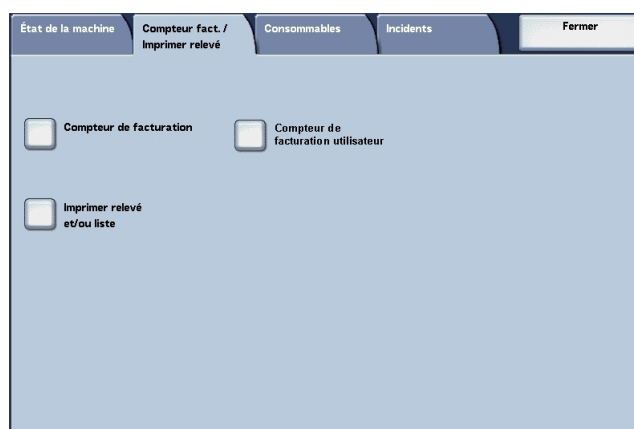 État de la machine
Compteur fact. /
Imprimer relevé
Consommables
Incidents
Fermer
Compteur de facturation
Compteur de
facturation utilisateur
Imprimer relevé
et/ou liste